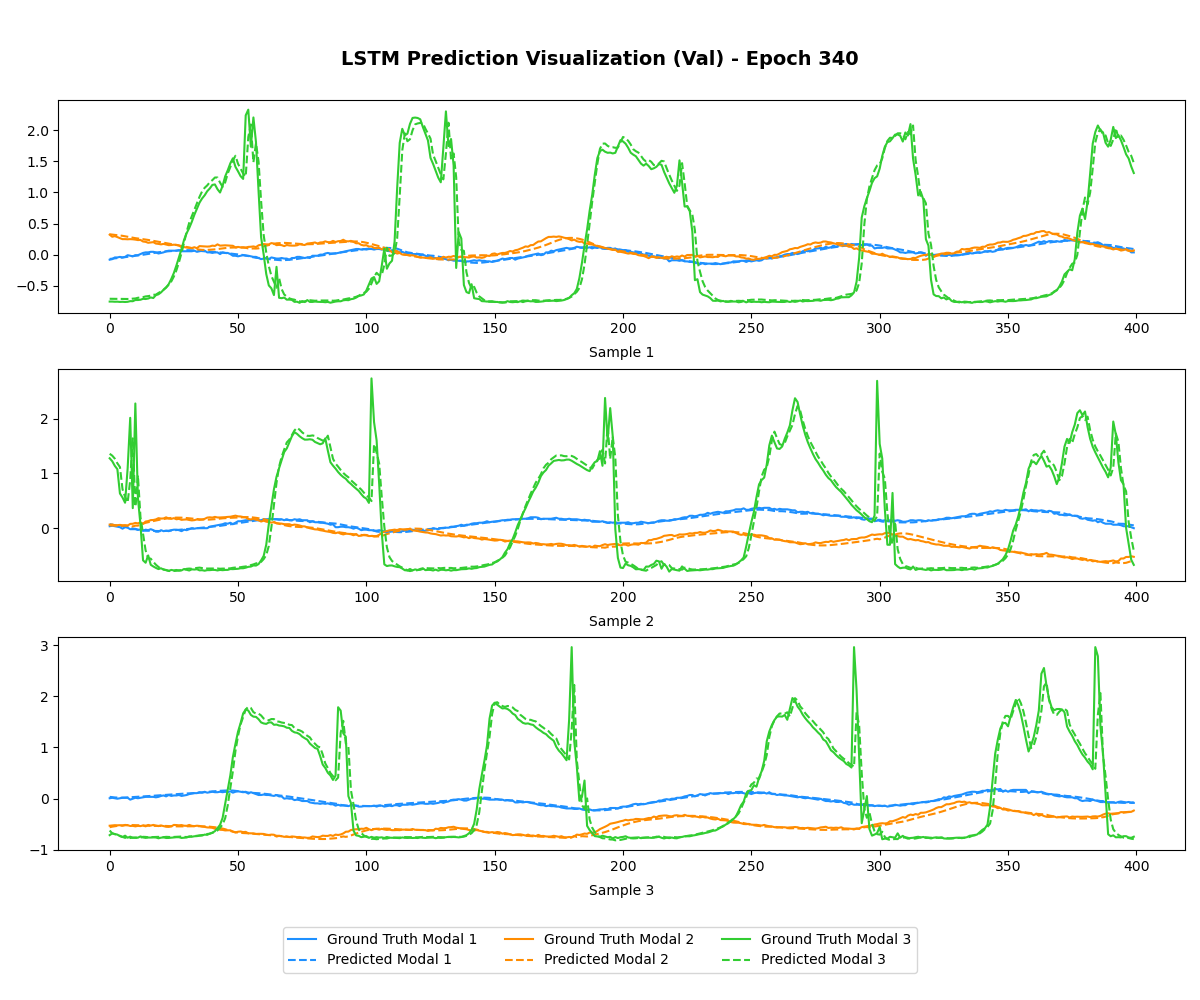 LSTM Prediction Visualization (Val) - Epoch 340
2.0
1.5
1.0
0.5
0.0
−0.5
0 50 100 150 200 250 300 350 400
Sample 1
2
1
0
0 50 100 150 200 250 300 350 400
Sample 2
3
2
1
0
−1
0 50 100 150 200 250 300 350 400
Sample 3
Ground Truth Modal 1 Ground Truth Modal 2 Ground Truth Modal 3
Predicted Modal 1 Predicted Modal 2 Predicted Modal 3